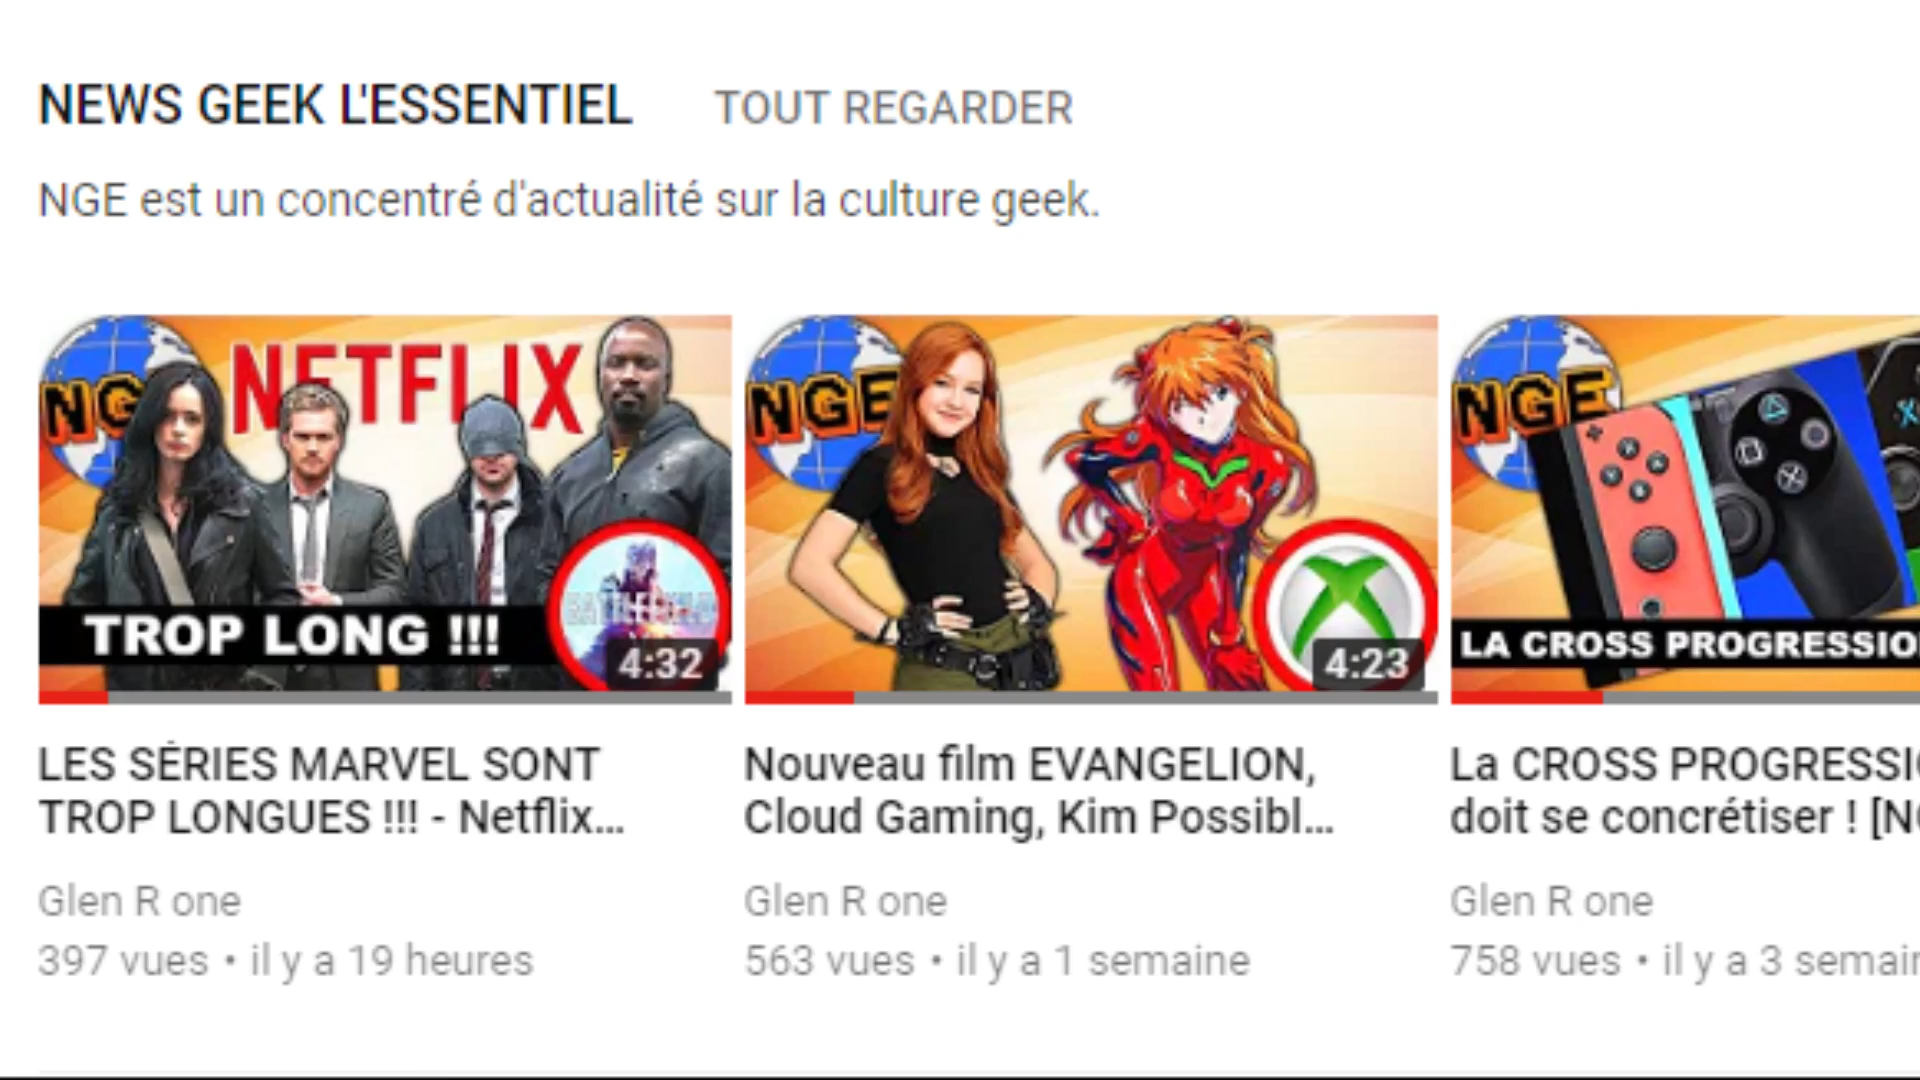 NEWS GEEK L'ESSENTIEL TOUT REGARDER
NGE est un concentré d'actualité sur la culture geek.
NETFLIX
TROP LONG !!!
4:32
NGE
4:23
NGE
LA CROSS PROGRESSIO
LES SÉRIES MARVEL SONT
TROP LONGUES !!! - Netflix...
Glen R one
397 vues • il y a 19 heures
Nouveau film EVANGELION,
Cloud Gaming, Kim Possibl...
Glen R one
563 vues • il y a 1 semaine
La CROSS PROGRESSI
doit se concrétiser ! [N
Glen R one
758 vues • il y a 3 semai